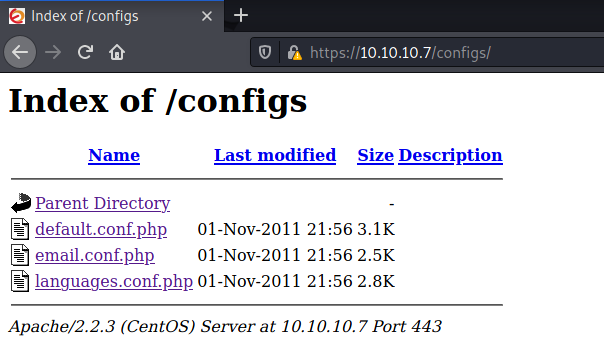 Index of /configs
https://10.10.10.7/configs/
Index of /configs
Name Last modified Size Description
Parent Directory -
default.conf.php 01-Nov-2011 21:56 3.1K
email.conf.php 01-Nov-2011 21:56 2.5K
languages.conf.php 01-Nov-2011 21:56 2.8K
Apache/2.2.3 (CentOS) Server at 10.10.10.7 Port 443